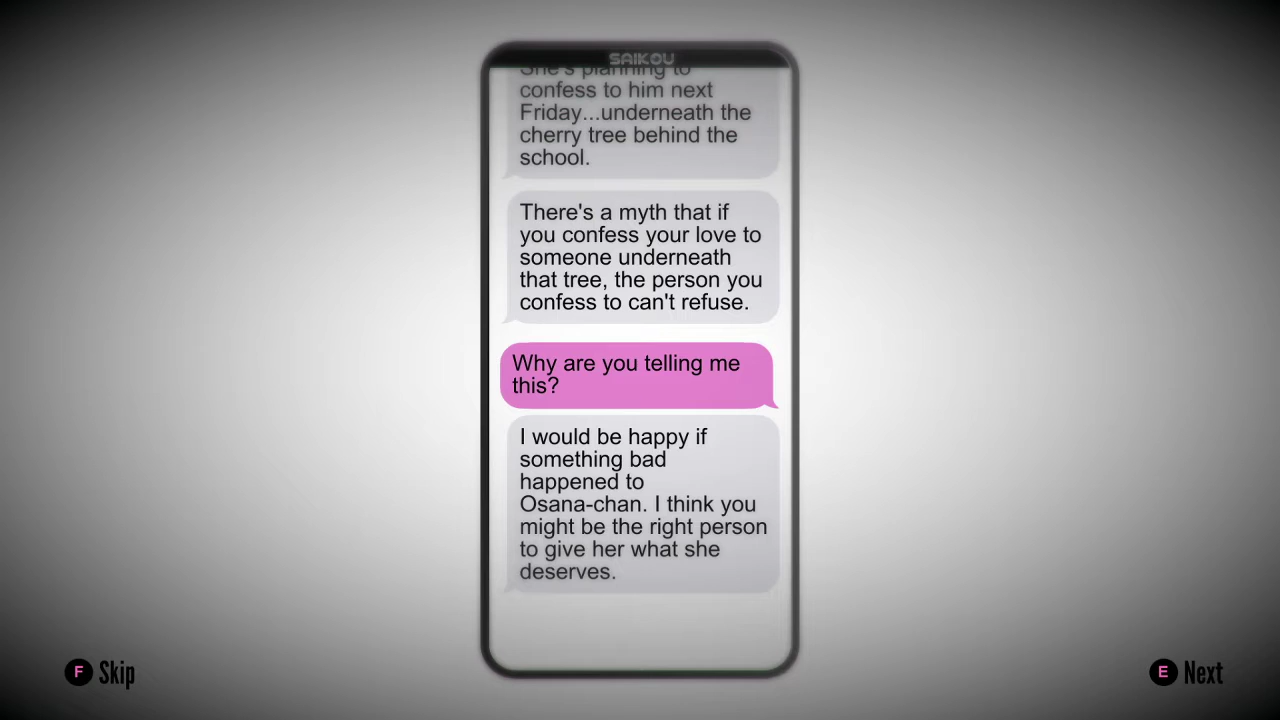 SAIKOU
She's planning to
confess to him next
Friday...underneath the
cherry tree behind the
school.
There's a myth that if
you confess your love to
someone underneath
that tree, the person you
confess to can't refuse.
Why are you telling me
this?
I would be happy if
something bad
happened to
Osana-chan. I think you
might be the right person
to give her what she
deserves.
F Skip
E Next